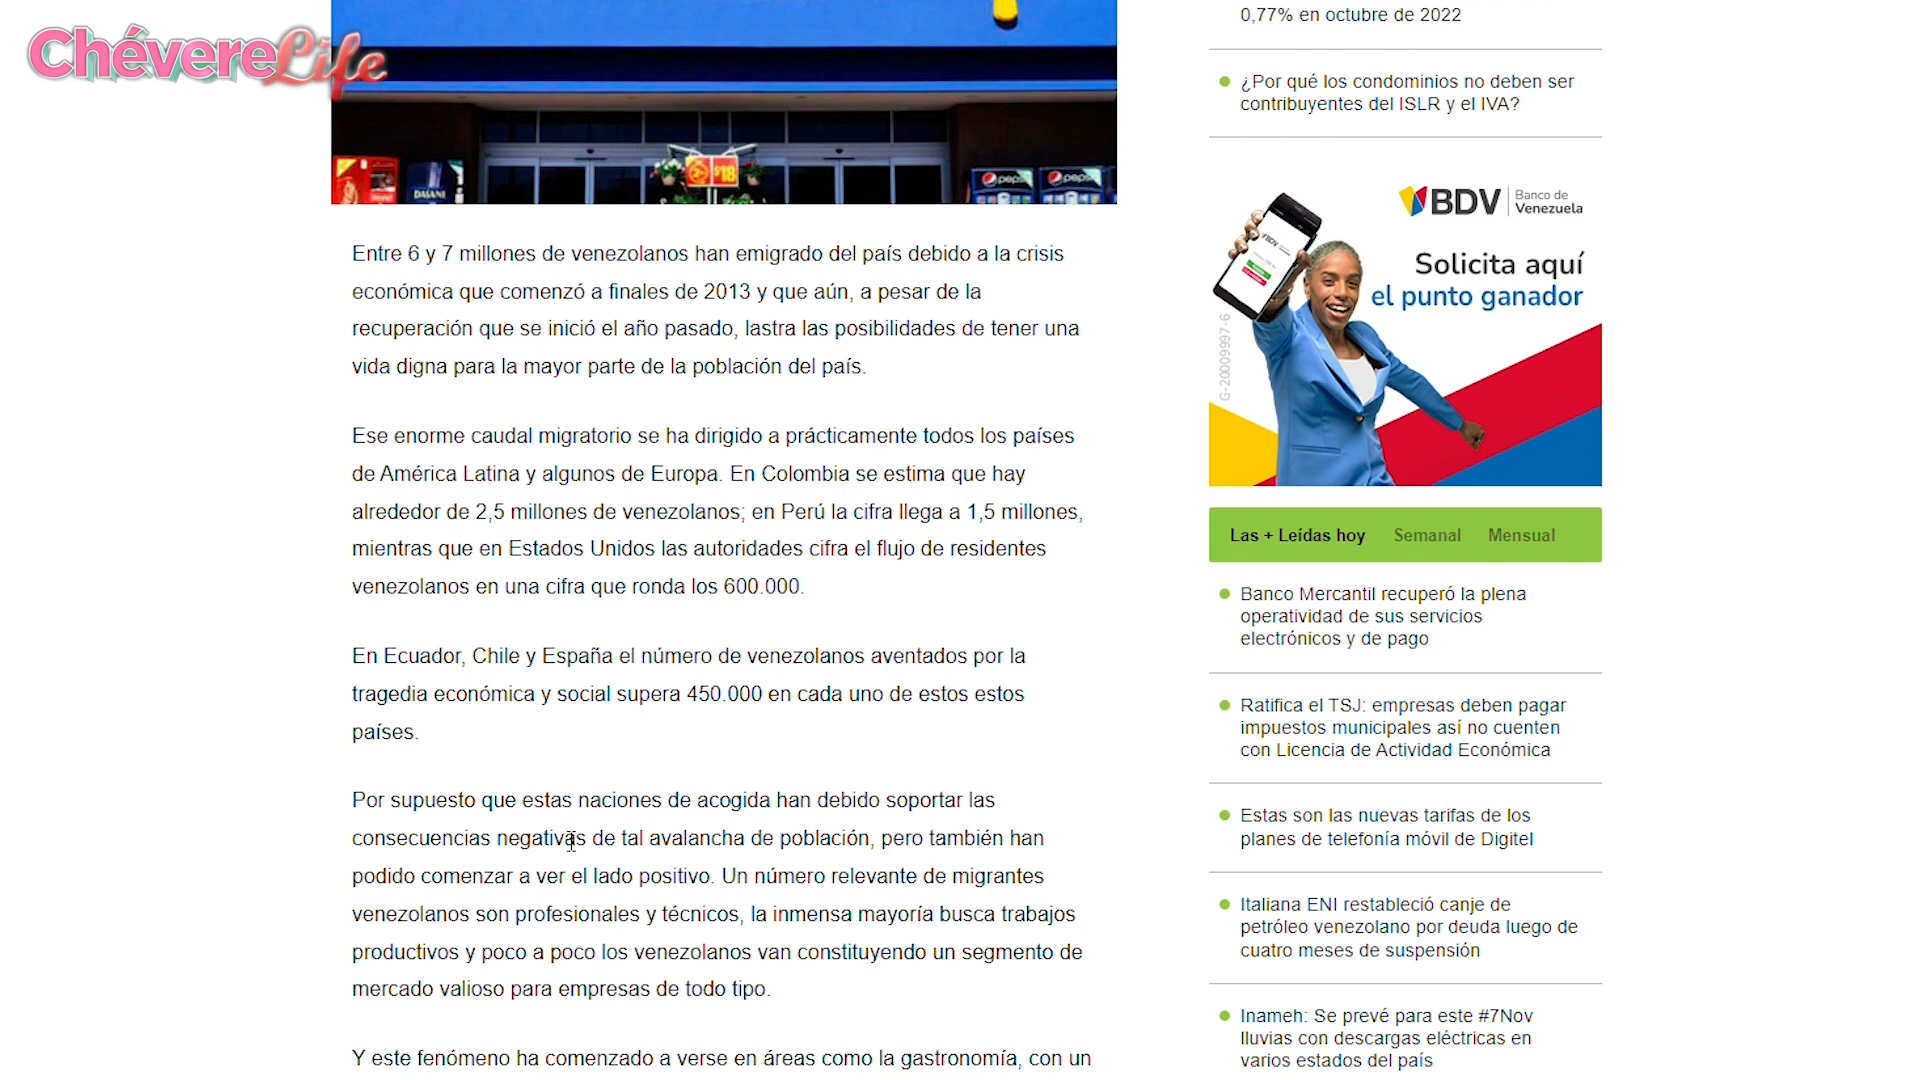 ChévereLife
DASANI
2
$18
pepsi
pepsi
Entre 6 y 7 millones de venezolanos han emigrado del país debido a la crisis
económica que comenzó a finales de 2013 y que aún, a pesar de la
recuperación que se inició el año pasado, lastra las posibilidades de tener una
vida digna para la mayor parte de la población del país.
Ese enorme caudal migratorio se ha dirigido a prácticamente todos los países
de América Latina y algunos de Europa. En Colombia se estima que hay
alrededor de 2,5 millones de venezolanos; en Perú la cifra llega a 1,5 millones,
mientras que en Estados Unidos las autoridades cifra el flujo de residentes
venezolanos en una cifra que ronda los 600.000.
En Ecuador, Chile y España el número de venezolanos aventados por la
tragedia económica y social supera 450.000 en cada uno de estos estos
países.
Por supuesto que estas naciones de acogida han debido soportar las
consecuencias negativas de tal avalancha de población, pero también han
podido comenzar a ver el lado positivo. Un número relevante de migrantes
venezolanos son profesionales y técnicos, la inmensa mayoría busca trabajos
productivos y poco a poco los venezolanos van constituyendo un segmento de
mercado valioso para empresas de todo tipo.
Y este fenómeno ha comenzado a verse en áreas como la gastronomía, con un
0,77% en octubre de 2022
¿Por qué los condominios no deben ser
contribuyentes del ISLR y el IVA?
BDV Banco de
Venezuela
Solicita aquí
el punto ganador
BDV
G-20009997-6
Las + Leídas hoy Semanal Mensual
Banco Mercantil recuperó la plena
operatividad de sus servicios
electrónicos y de pago
Ratifica el TSJ: empresas deben pagar
impuestos municipales así no cuenten
con Licencia de Actividad Económica
Estas son las nuevas tarifas de los
planes de telefonía móvil de Digitel
Italiana ENI restableció canje de
petróleo venezolano por deuda luego de
cuatro meses de suspensión
Inameh: Se prevé para este #7Nov
lluvias con descargas eléctricas en
varios estados del país